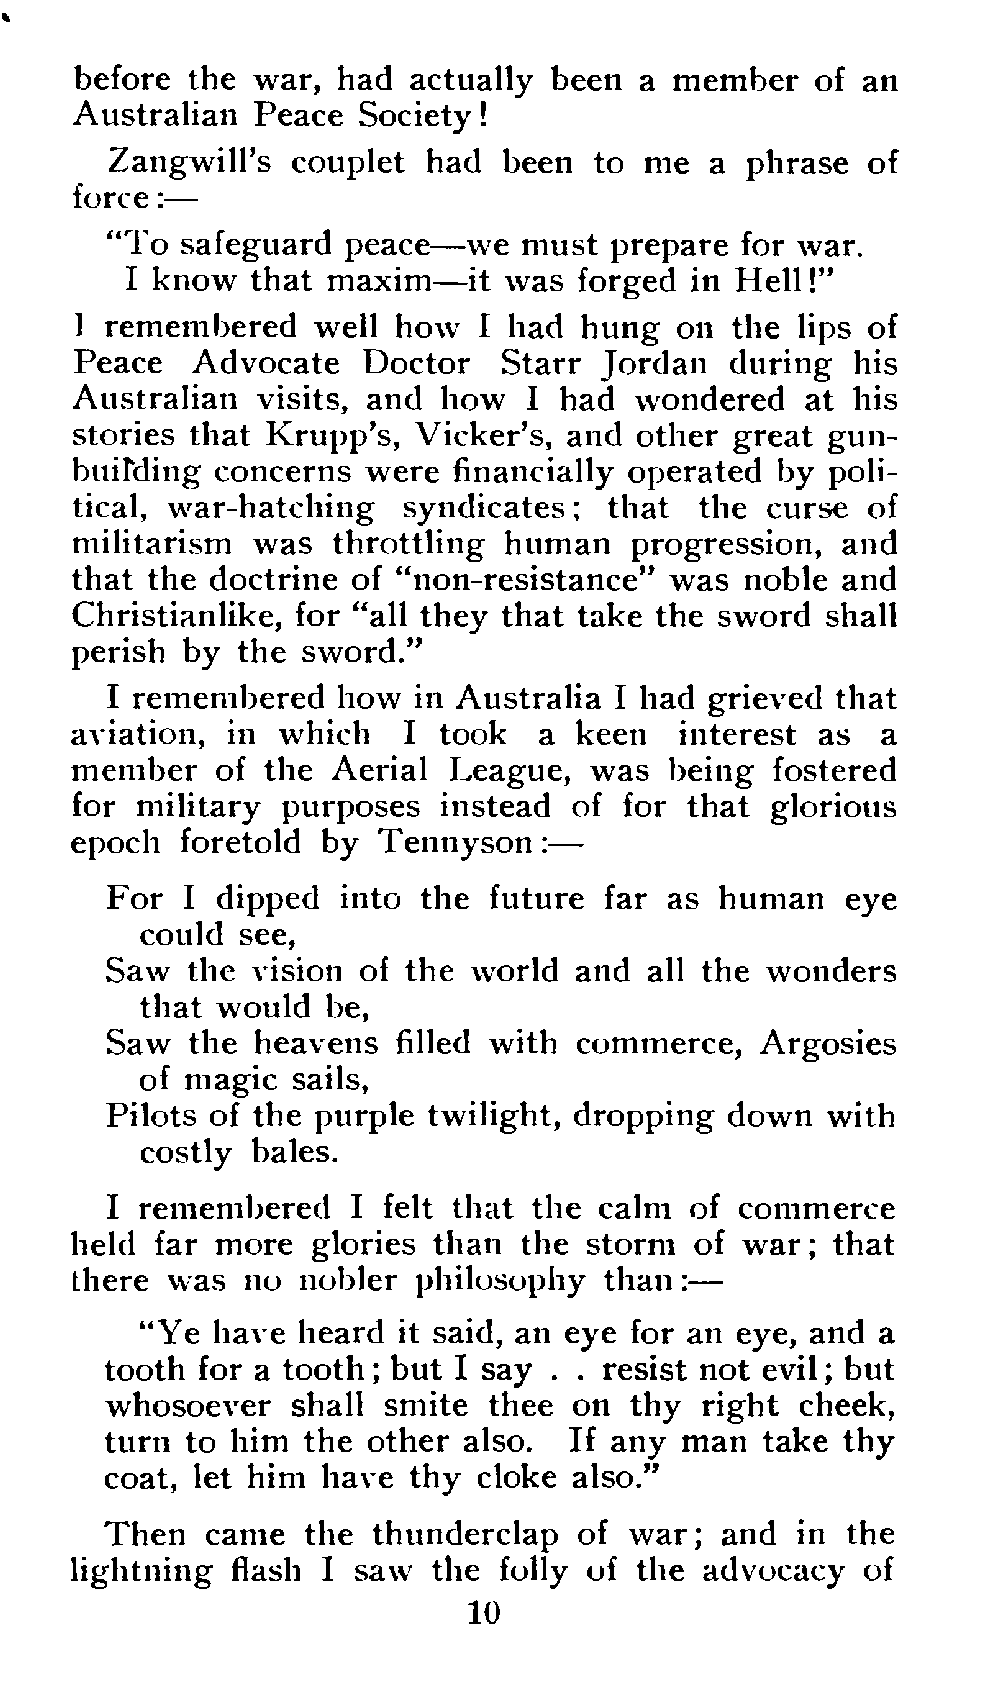 before the war, had actually been a member of an
Australian Peace Society!
Zangwill's couplet had been to me a phrase of
force:—
"To safeguard peace—we must prepare for war.
I know that maxim—it was forged in Hell!"
I remembered well how I had hung on the lips of
Peace Advocate Doctor Starr Jordan during his
Australian visits, and how I had wondered at his
stories that Krupp's, Vicker's, and other great gun-
building concerns were financially operated by poli-
tical, war-hatching syndicates; that the curse of
militarism was throttling human progression, and
that the doctrine of "non-resistance" was noble and
Christianlike, for "all they that take the sword shall
perish by the sword."
I remembered how in Australia I had grieved that
aviation, in which I took a keen interest as a
member of the Aerial League, was being fostered
for military purposes instead of for that glorious
epoch foretold by Tennyson:—
For I dipped into the future far as human eye
could see,
Saw the vision of the world and all the wonders
that would be,
Saw the heavens filled with commerce, Argosies
of magic sails,
Pilots of the purple twilight, dropping down with
costly bales.
I remembered I felt that the calm of commerce
held far more glories than the storm of war; that
there was no nobler philosophy than:—
"Ye have heard it said, an eye for an eye, and a
tooth for a tooth; but I say . . resist not evil; but
whosoever shall smite thee on thy right cheek,
turn to him the other also. If any man take thy
coat, let him have thy cloke also."
Then came the thunderclap of war; and in the
lightning flash I saw the folly of the advocacy of
10